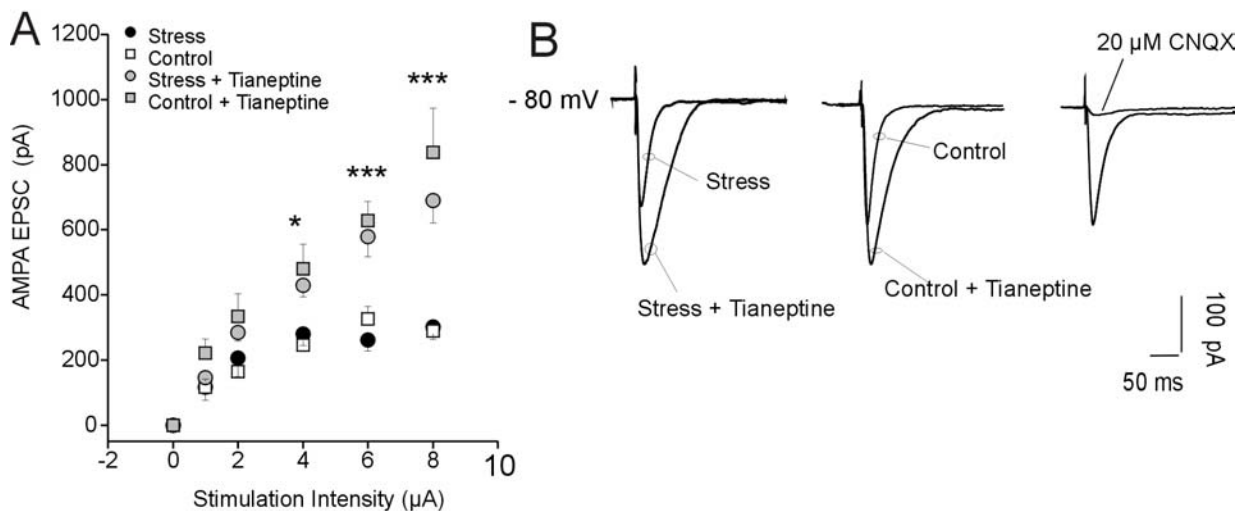 A
AMPA EPSC (pA)
1200
1000
800
600
400
200
0
Stress
Control
Stress + Tianeptine
Control + Tianeptine
*
***
***
-2
0
2
4
6
8
10
Stimulation Intensity (µA)
B
- 80 mV
Stress
Stress + Tianeptine
Control
Control + Tianeptine
20 µM CNQX
100 pA
50 ms